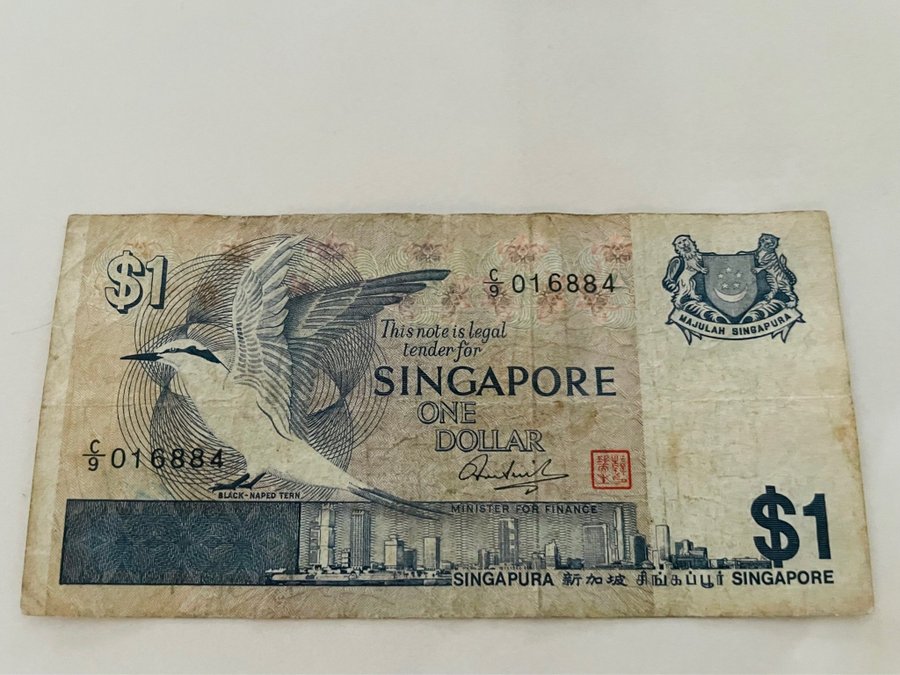 $1
C/9 016884
MAJULAH SINGAPURA
This note is legal
tender for
SINGAPORE
ONE
DOLLAR
C/9 016884
BLACK-NAPED TERN
MINISTER FOR FINANCE
$1
SINGAPURA 新加坡 சிங்கப்பூர் SINGAPORE